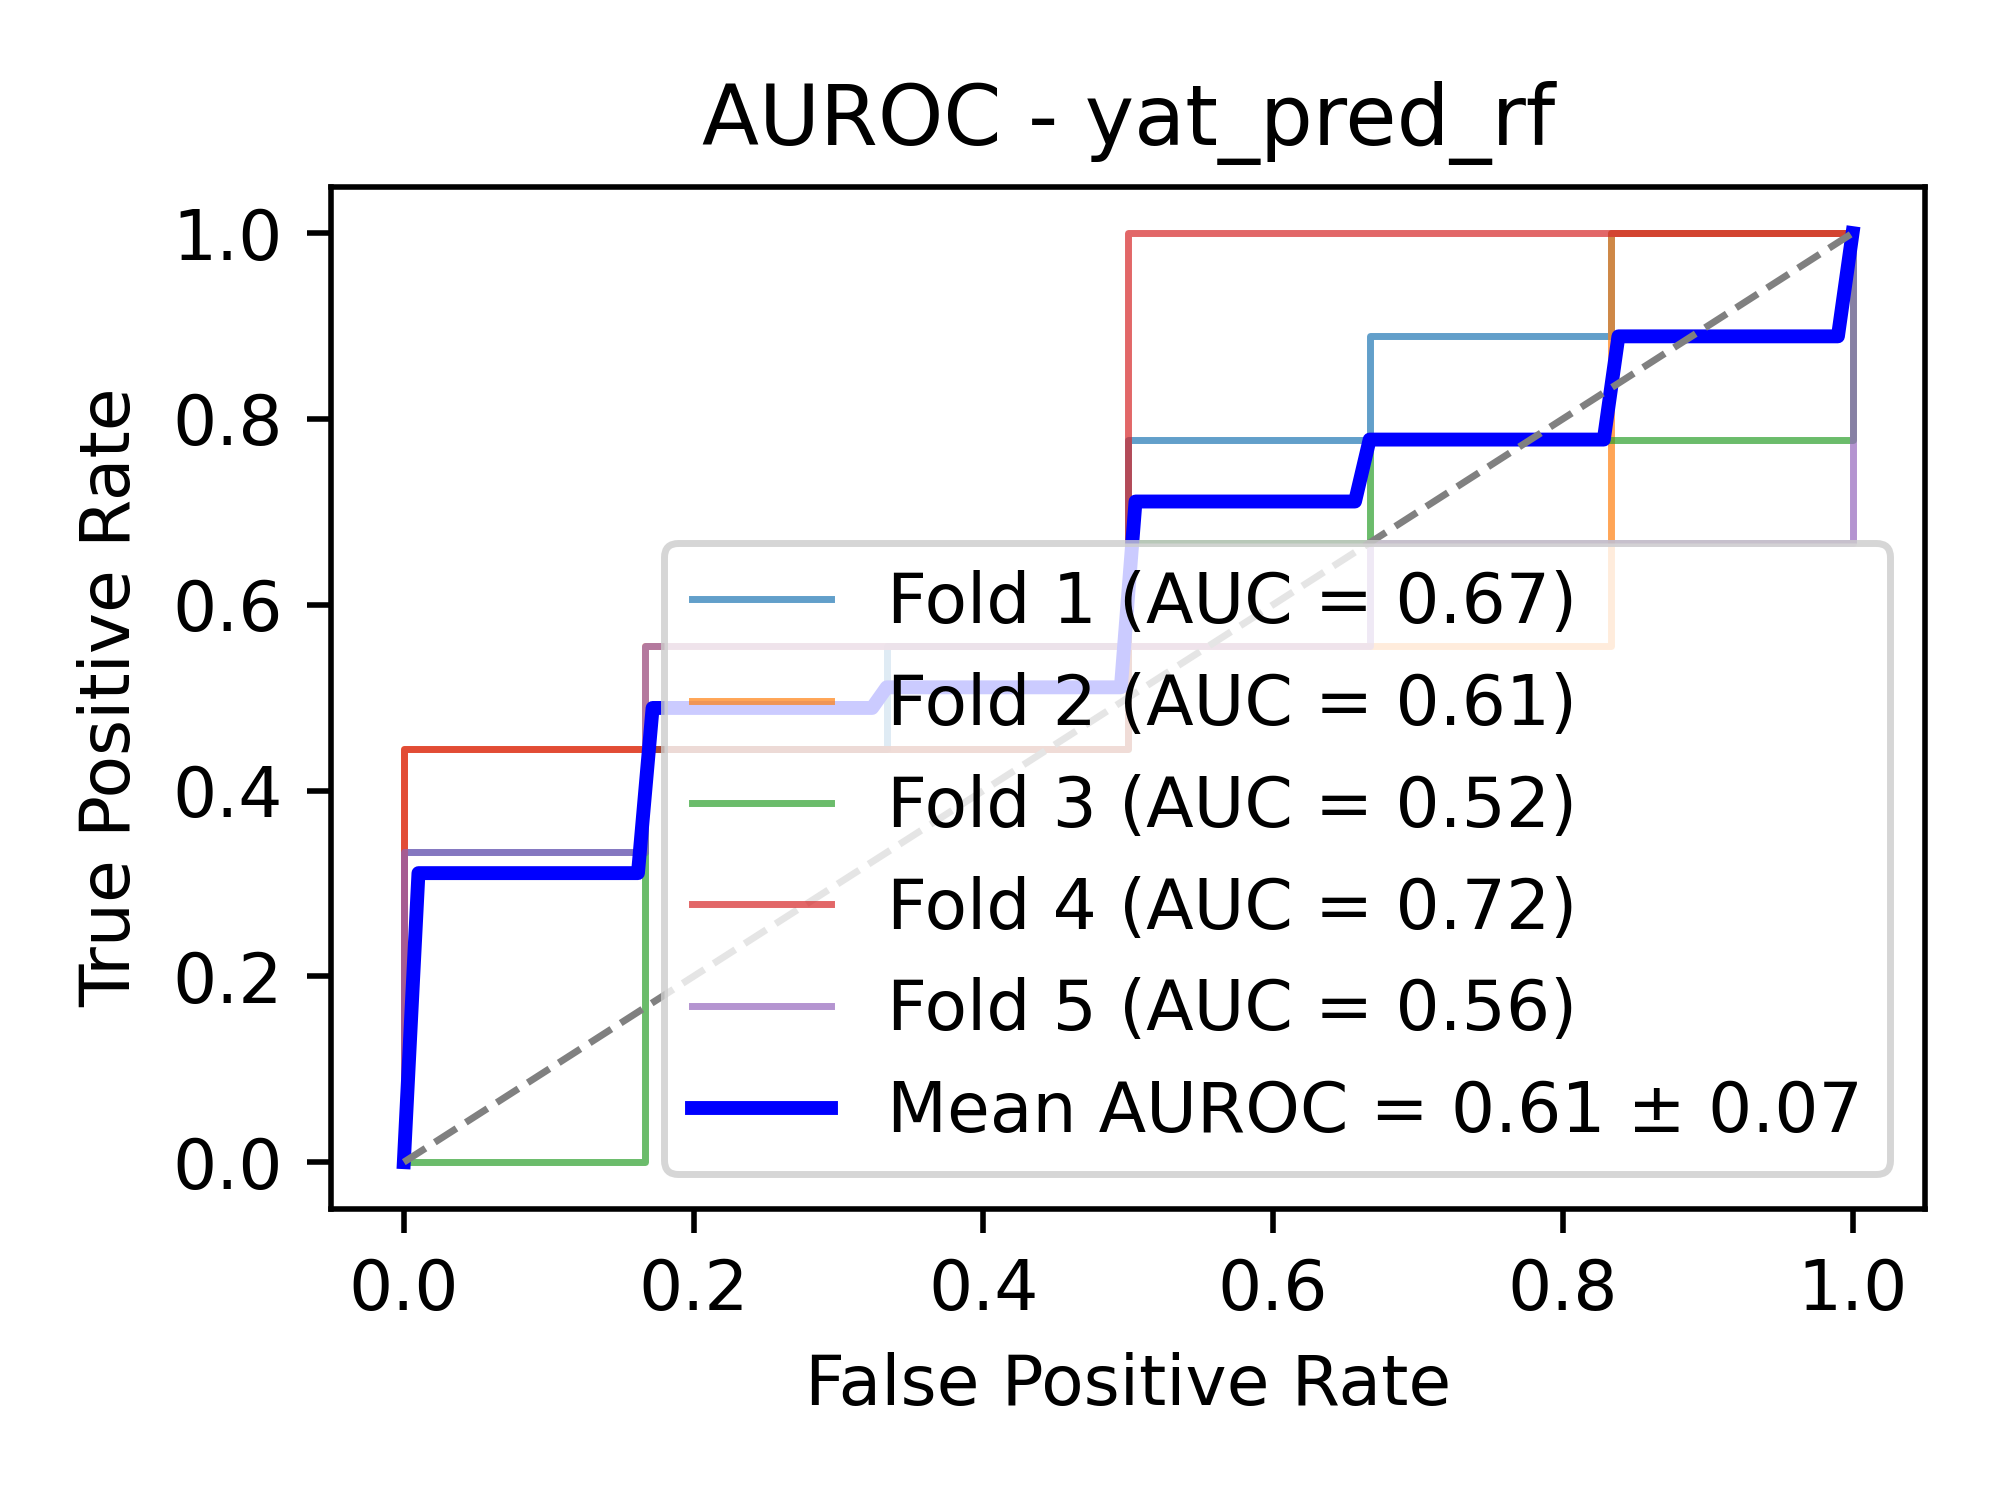 AUROC - yat_pred_rf
True Positive Rate
1.0
0.8
0.6
0.4
0.2
0.0
Fold 1 (AUC = 0.67)
Fold 2 (AUC = 0.61)
Fold 3 (AUC = 0.52)
Fold 4 (AUC = 0.72)
Fold 5 (AUC = 0.56)
Mean AUROC = 0.61 ± 0.07
0.0 0.2 0.4 0.6 0.8 1.0
False Positive Rate